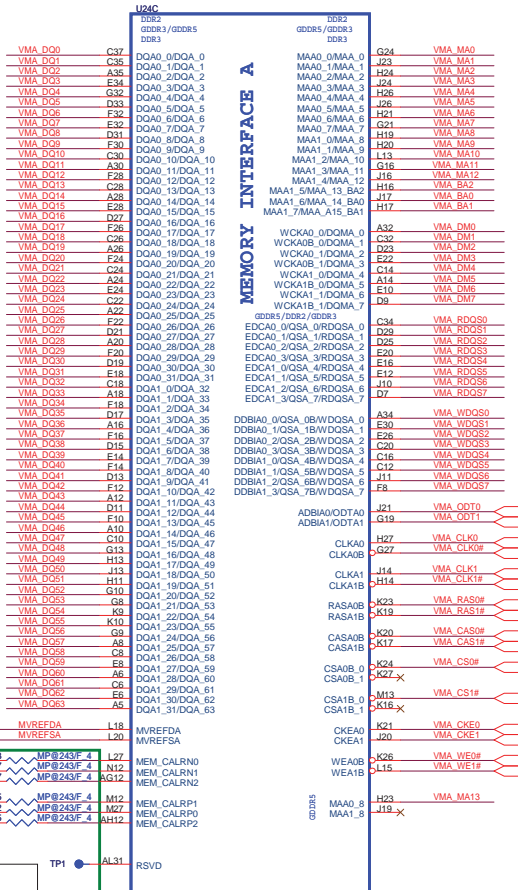 U24C
DDR2
GDDR3/GDDR5
DDR3
DDR2
GDDR5/GDDR3
DDR3
MEMORY INTERFACE A
VMA_DQ0 C37 DQA0_0/DQA_0
VMA_DQ1 C35 DQA0_1/DQA_1
VMA_DQ2 A35 DQA0_2/DQA_2
VMA_DQ3 E34 DQA0_3/DQA_3
VMA_DQ4 G32 DQA0_4/DQA_4
VMA_DQ5 D33 DQA0_5/DQA_5
VMA_DQ6 F32 DQA0_6/DQA_6
VMA_DQ7 E32 DQA0_7/DQA_7
VMA_DQ8 D31 DQA0_8/DQA_8
VMA_DQ9 F30 DQA0_9/DQA_9
VMA_DQ10 C30 DQA0_10/DQA_10
VMA_DQ11 A30 DQA0_11/DQA_11
VMA_DQ12 F28 DQA0_12/DQA_12
VMA_DQ13 C28 DQA0_13/DQA_13
VMA_DQ14 A28 DQA0_14/DQA_14
VMA_DQ15 E28 DQA0_15/DQA_15
VMA_DQ16 D27 DQA0_16/DQA_16
VMA_DQ17 F26 DQA0_17/DQA_17
VMA_DQ18 C26 DQA0_18/DQA_18
VMA_DQ19 A26 DQA0_19/DQA_19
VMA_DQ20 F24 DQA0_20/DQA_20
VMA_DQ21 C24 DQA0_21/DQA_21
VMA_DQ22 A24 DQA0_22/DQA_22
VMA_DQ23 E24 DQA0_23/DQA_23
VMA_DQ24 C22 DQA0_24/DQA_24
VMA_DQ25 A22 DQA0_25/DQA_25
VMA_DQ26 F22 DQA0_26/DQA_26
VMA_DQ27 D21 DQA0_27/DQA_27
VMA_DQ28 A20 DQA0_28/DQA_28
VMA_DQ29 F20 DQA0_29/DQA_29
VMA_DQ30 D19 DQA0_30/DQA_30
VMA_DQ31 E18 DQA0_31/DQA_31
VMA_DQ32 C18 DQA1_0/DQA_32
VMA_DQ33 A18 DQA1_1/DQA_33
VMA_DQ34 F18 DQA1_2/DQA_34
VMA_DQ35 D17 DQA1_3/DQA_35
VMA_DQ36 A16 DQA1_4/DQA_36
VMA_DQ37 F16 DQA1_5/DQA_37
VMA_DQ38 D15 DQA1_6/DQA_38
VMA_DQ39 E14 DQA1_7/DQA_39
VMA_DQ40 F14 DQA1_8/DQA_40
VMA_DQ41 D13 DQA1_9/DQA_41
VMA_DQ42 F12 DQA1_10/DQA_42
VMA_DQ43 A12 DQA1_11/DQA_43
VMA_DQ44 D11 DQA1_12/DQA_44
VMA_DQ45 F10 DQA1_13/DQA_45
VMA_DQ46 A10 DQA1_14/DQA_46
VMA_DQ47 C10 DQA1_15/DQA_47
VMA_DQ48 G13 DQA1_16/DQA_48
VMA_DQ49 H13 DQA1_17/DQA_49
VMA_DQ50 J13 DQA1_18/DQA_50
VMA_DQ51 H11 DQA1_19/DQA_51
VMA_DQ52 G10 DQA1_20/DQA_52
VMA_DQ53 G8 DQA1_21/DQA_53
VMA_DQ54 K9 DQA1_22/DQA_54
VMA_DQ55 K10 DQA1_23/DQA_55
VMA_DQ56 G9 DQA1_24/DQA_56
VMA_DQ57 A8 DQA1_25/DQA_57
VMA_DQ58 C8 DQA1_26/DQA_58
VMA_DQ59 E8 DQA1_27/DQA_59
VMA_DQ60 A6 DQA1_28/DQA_60
VMA_DQ61 C6 DQA1_29/DQA_61
VMA_DQ62 E6 DQA1_30/DQA_62
VMA_DQ63 A5 DQA1_31/DQA_63
MVREFDA L18 MVREFDA
MVREFSA L20 MVREFSA
MP@243/F_4 L27 MEM_CALRN0
MP@243/F_4 N12 MEM_CALRN1
MP@243/F_4 AG12 MEM_CALRN2
MP@243/F_4 M12 MEM_CALRP1
MP@243/F_4 M27 MEM_CALRP0
MP@243/F_4 AH12 MEM_CALRP2
TP1 AL31 RSVD
MAA0_0/MAA_0 G24 VMA_MA0
MAA0_1/MAA_1 J23 VMA_MA1
MAA0_2/MAA_2 H24 VMA_MA2
MAA0_3/MAA_3 J24 VMA_MA3
MAA0_4/MAA_4 H26 VMA_MA4
MAA0_5/MAA_5 J26 VMA_MA5
MAA0_6/MAA_6 H21 VMA_MA6
MAA0_7/MAA_7 G21 VMA_MA7
MAA1_0/MAA_8 H19 VMA_MA8
MAA1_1/MAA_9 H20 VMA_MA9
MAA1_2/MAA_10 L13 VMA_MA10
MAA1_3/MAA_11 G16 VMA_MA11
MAA1_4/MAA_12 J16 VMA_MA12
MAA1_5/MAA_13_BA2 H16 VMA_BA2
MAA1_6/MAA_14_BA0 J17 VMA_BA0
MAA1_7/MAA_A15_BA1 H17 VMA_BA1
WCKA0_0/DQMA_0 A32 VMA_DM0
WCKA0B_0/DQMA_1 C32 VMA_DM1
WCKA0_1/DQMA_2 D23 VMA_DM2
WCKA0B_1/DQMA_3 E22 VMA_DM3
WCKA1_0/DQMA_4 C14 VMA_DM4
WCKA1B_0/DQMA_5 A14 VMA_DM5
WCKA1_1/DQMA_6 E10 VMA_DM6
WCKA1B_1/DQMA_7 D9 VMA_DM7
GDDR5/DDR2/GDDR3
EDCA0_0/QSA_0/RDQSA_0 C34 VMA_RDQS0
EDCA0_1/QSA_1/RDQSA_1 D29 VMA_RDQS1
EDCA0_2/QSA_2/RDQSA_2 D25 VMA_RDQS2
EDCA0_3/QSA_3/RDQSA_3 E20 VMA_RDQS3
EDCA1_0/QSA_4/RDQSA_4 E16 VMA_RDQS4
EDCA1_1/QSA_5/RDQSA_5 E12 VMA_RDQS5
EDCA1_2/QSA_6/RDQSA_6 J10 VMA_RDQS6
EDCA1_3/QSA_7/RDQSA_7 D7 VMA_RDQS7
DDBIA0_0/QSA_0B/WDQSA_0 A34 VMA_WDQS0
DDBIA0_1/QSA_1B/WDQSA_1 E30 VMA_WDQS1
DDBIA0_2/QSA_2B/WDQSA_2 E26 VMA_WDQS2
DDBIA0_3/QSA_3B/WDQSA_3 C20 VMA_WDQS3
DDBIA1_0/QSA_4B/WDQSA_4 C16 VMA_WDQS4
DDBIA1_1/QSA_5B/WDQSA_5 C12 VMA_WDQS5
DDBIA1_2/QSA_6B/WDQSA_6 J11 VMA_WDQS6
DDBIA1_3/QSA_7B/WDQSA_7 F8 VMA_WDQS7
ADBIA0/ODTA0 J21 VMA_ODT0
ADBIA1/ODTA1 G19 VMA_ODT1
CLKA0 H27 VMA_CLK0
CLKA0B G27 VMA_CLK0#
CLKA1 J14 VMA_CLK1
CLKA1B H14 VMA_CLK1#
RASA0B K23 VMA_RAS0#
RASA1B K19 VMA_RAS1#
CASA0B K20 VMA_CAS0#
CASA1B K17 VMA_CAS1#
CSA0B_0 K24 VMA_CS0#
CSA0B_1 K27
CSA1B_0 M13 VMA_CS1#
CSA1B_1 K16
CKEA0 K21 VMA_CKE0
CKEA1 J20 VMA_CKE1
WEA0B K26 VMA_WE0#
WEA1B L15 VMA_WE1#
GDDR5
MAA0_8 H23 VMA_MA13
MAA1_8 J19